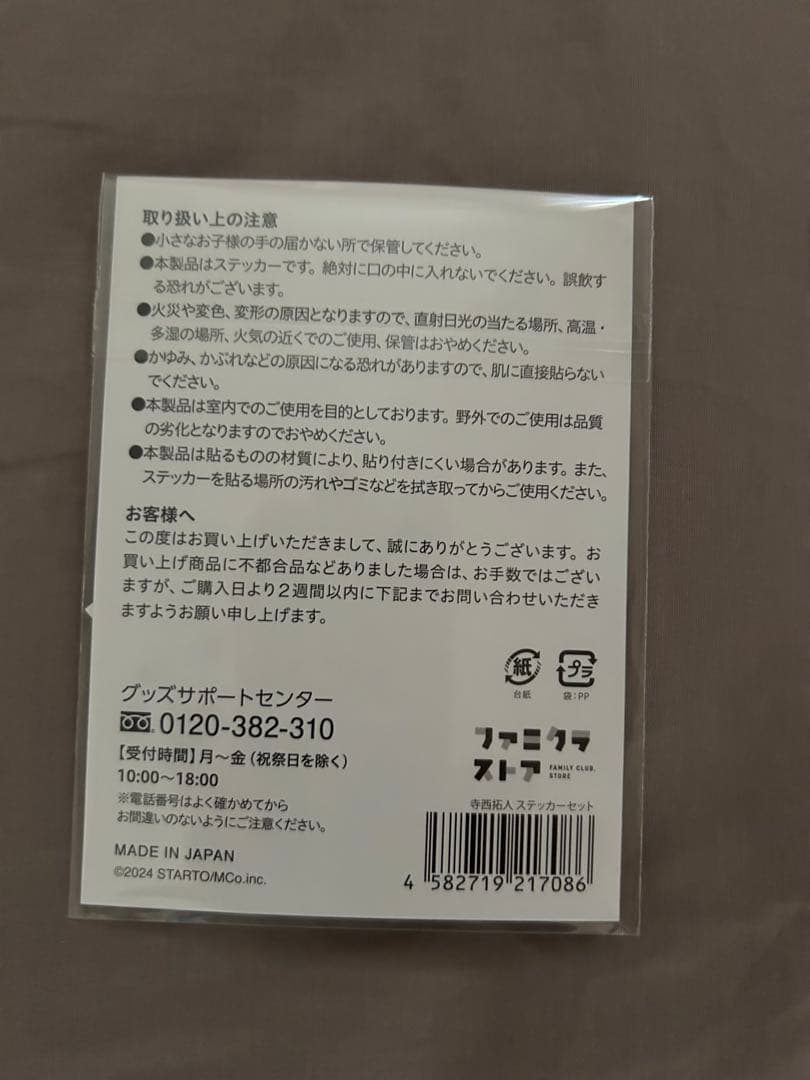 取り扱い上の注意
●小さなお子様の手の届かない所で保管してください。
●本製品はステッカーです。絶対に口の中に入れないでください。誤飲す
る恐れがございます。
●火災や変色、変形の原因となりますので、直射日光の当たる場所、高温・
多湿の場所、火気の近くでのご使用、保管はおやめください。
●かゆみ、かぶれなどの原因になる恐れがありますので、肌に直接貼らない
でください。
●本製品は室内でのご使用を目的としております。野外でのご使用は品質
の劣化となりますのでおやめください。
●本製品は貼るものの材質により、貼り付きにくい場合があります。また、
ステッカーを貼る場所の汚れやゴミなどを拭き取ってからご使用ください。
お客様へ
この度はお買い上げいただきまして、誠にありがとうございます。お
買い上げ商品に不都合品などありました場合は、お手数ではござい
ますが、ご購入日より2週間以内に下記までお問い合わせいただき
ますようお願い申し上げます。
紙 プラ
台紙 袋:PP
グッズサポートセンター
0120-382-310
【受付時間】月〜金(祝祭日を除く)
10:00〜18:00
※電話番号はよく確かめてから
お間違いのないようにご注意ください。
MADE IN JAPAN
©2024 STARTO/MCo.inc.
ファミクラ
ストア FAMILY CLUB.
STORE
寺西拓人 ステッカーセット
4 582719 217086